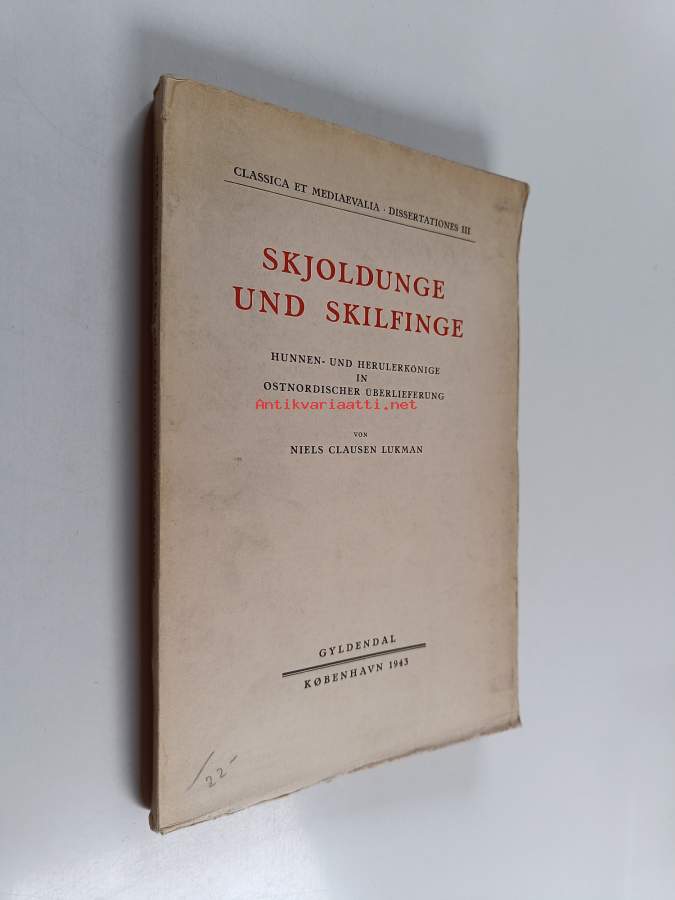 CLASSICA ET MEDIAEVALIA · DISSERTATIONES III
SKJOLDUNGE
UND SKILFINGE
HUNNEN- UND HERULERKÖNIGE
IN
OSTNORDISCHER ÜBERLIEFERUNG
Antikvariaatti.net
VON
NIELS CLAUSEN LUKMAN
GYLDENDAL
KØBENHAVN 1943
/22-